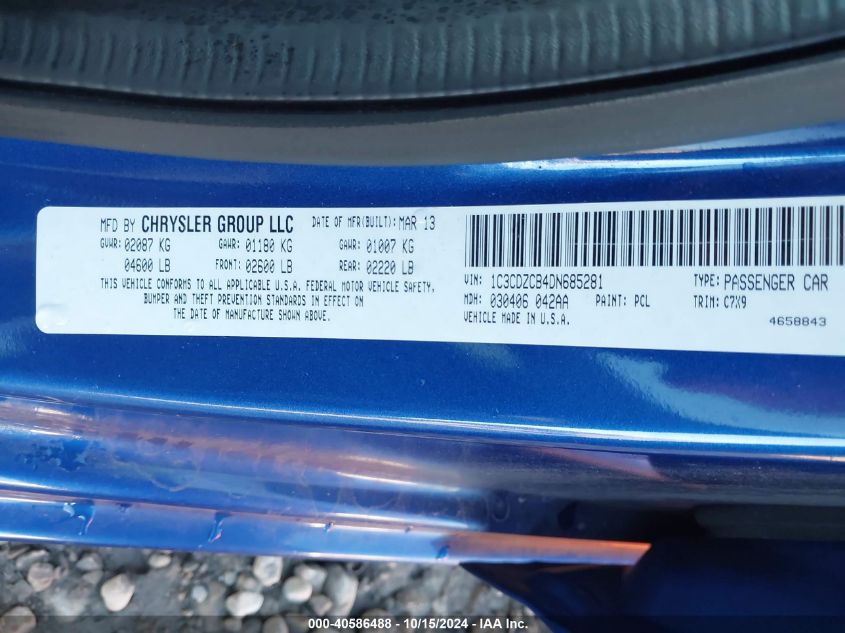 MFD BY CHRYSLER GROUP LLC DATE OF MFR(BUILT): MAR 13
GVWR: 02087 KG GAWR: 01180 KG GAWR: 01007 KG
04600 LB FRONT: 02600 LB REAR: 02220 LB
THIS VEHICLE CONFORMS TO ALL APPLICABLE U.S.A. FEDERAL MOTOR VEHICLE SAFETY,
BUMPER AND THEFT PREVENTION STANDARDS IN EFFECT ON
THE DATE OF MANUFACTURE SHOWN ABOVE.
VIN: 1C3CDZCB4DN685281 TYPE: PASSENGER CAR
MDH: 030406 042AA PAINT: PCL TRIM: C7X9
VEHICLE MADE IN U.S.A.
4658843
000-40586488 - 10/15/2024 - IAA Inc.